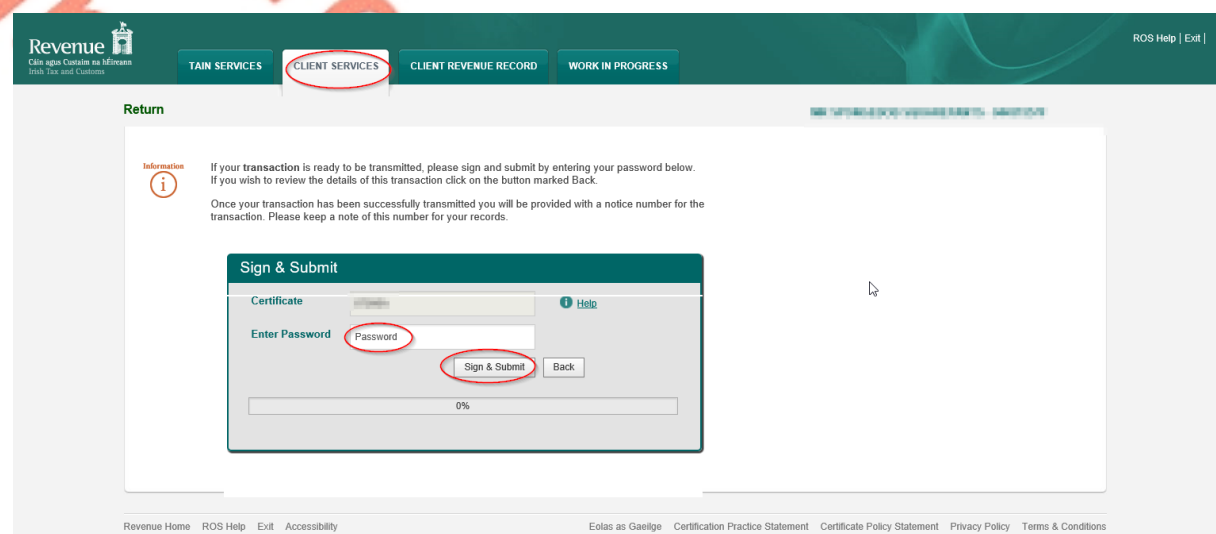 Revenue
Cáin agus Custaim na hÉireann
Irish Tax and Customs
TAIN SERVICES
CLIENT SERVICES
CLIENT REVENUE RECORD
WORK IN PROGRESS
ROS Help | Exit |
Return
Information
i
If your transaction is ready to be transmitted, please sign and submit by entering your password below.
If you wish to review the details of this transaction click on the button marked Back.
Once your transaction has been successfully transmitted you will be provided with a notice number for the
transaction. Please keep a note of this number for your records.
Sign & Submit
Certificate
i Help
Enter Password
Password
Sign & Submit
Back
0%
Revenue Home ROS Help Exit Accessibility
Eolas as Gaeilge Certification Practice Statement Certificate Policy Statement Privacy Policy Terms & Conditions